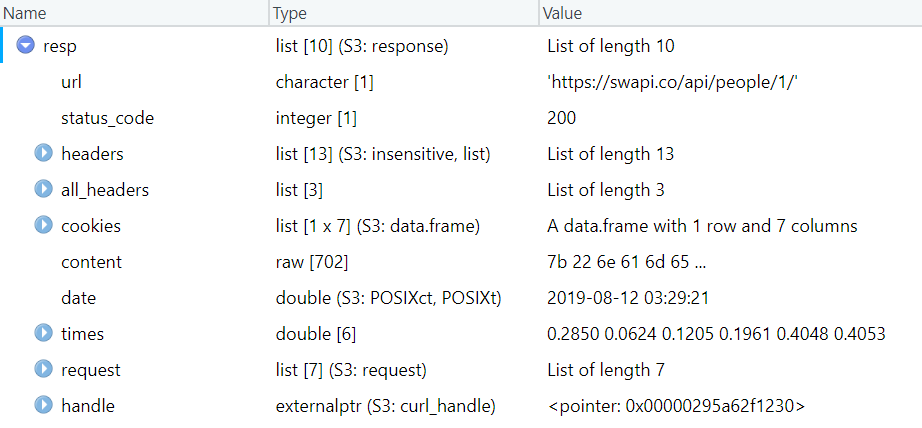 Name Type Value
resp list [10] (S3: response) List of length 10
url character [1] 'https://swapi.co/api/people/1/'
status_code integer [1] 200
headers list [13] (S3: insensitive, list) List of length 13
all_headers list [3] List of length 3
cookies list [1 x 7] (S3: data.frame) A data.frame with 1 row and 7 columns
content raw [702] 7b 22 6e 61 6d 65 ...
date double (S3: POSIXct, POSIXt) 2019-08-12 03:29:21
times double [6] 0.2850 0.0624 0.1205 0.1961 0.4048 0.4053
request list [7] (S3: request) List of length 7
handle externalptr (S3: curl_handle) <pointer: 0x00000295a62f1230>